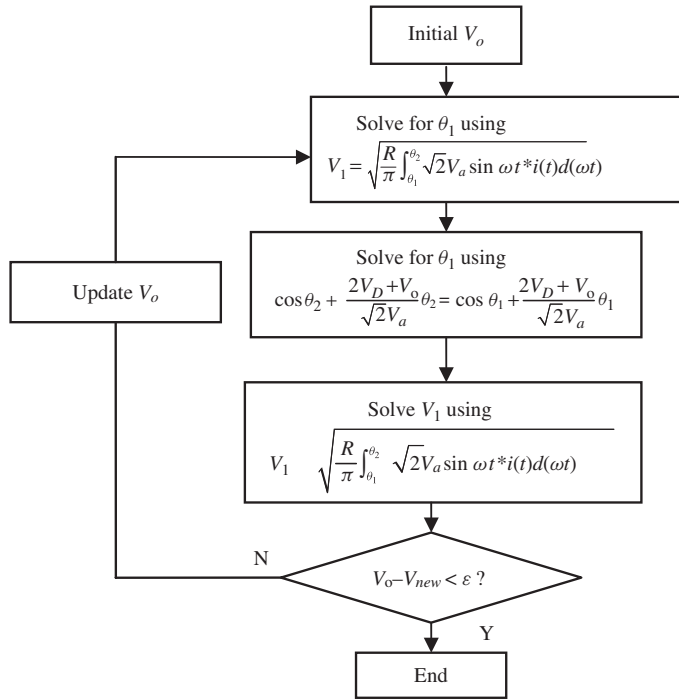 Initial V_o
Solve for θ_1 using
V_1 = √(R/π ∫_{θ_1}^{θ_2} √2V_a sin ωt*i(t)d(ωt)
Solve for θ_1 using
cosθ_2 + (2V_D+V_o)/(√2V_a) θ_2 = cos θ_1 + (2V_D + V_o)/(√2V_a) θ_1
Update V_o
Solve V_1 using
V_1 √(R/π ∫_{θ_1}^{θ_2} √2V_a sin ωt*i(t)d(ωt)
N
V_o–V_new < ε ?
Y
End